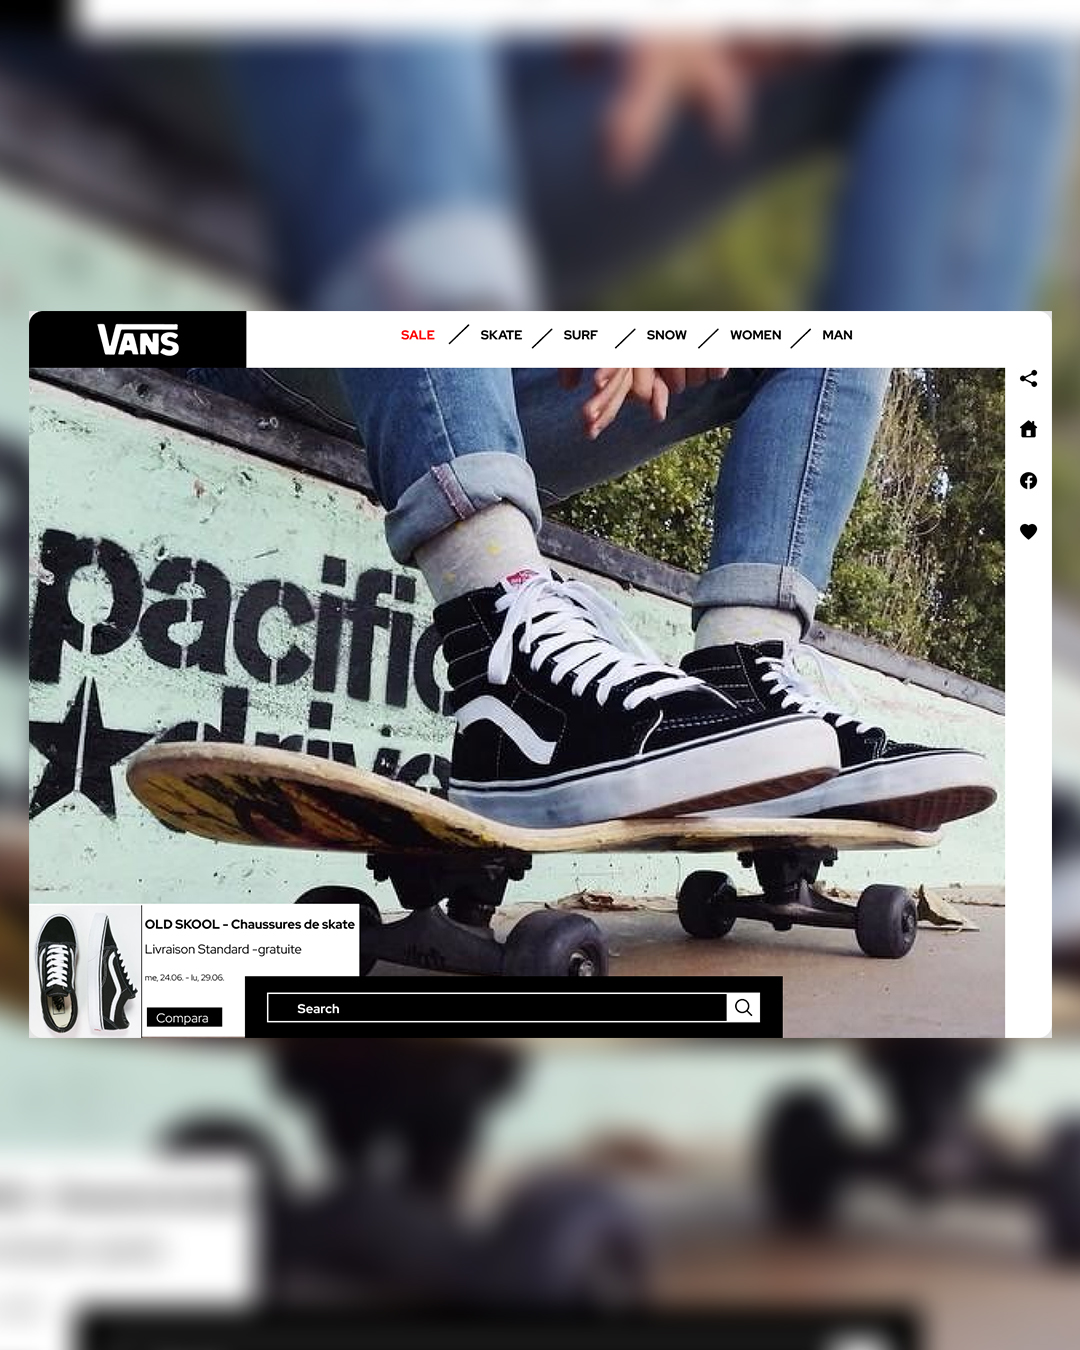 VANS
SALE / SKATE / SURF / SNOW / WOMEN / MAN
pacific
drive
OLD SKOOL - Chaussures de skate
Livraison Standard -gratuite
me, 24.06. - lu, 29.06.
Compara
Search